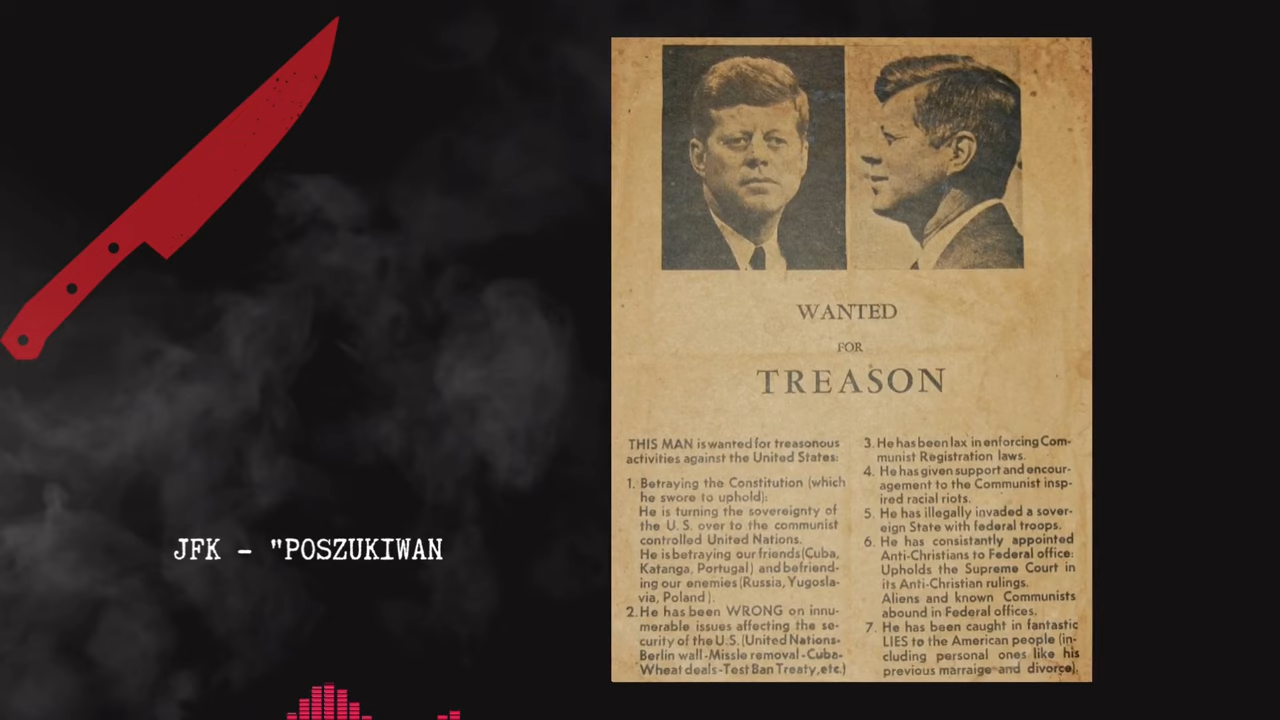 JFK - "POSZUKIWAN
WANTED
FOR
TREASON
THIS MAN is wanted for treasonous
activities against the United States:
1. Betraying the Constitution (which
he swore to uphold):
He is turning the sovereignty of
the U.S. over to the communist
controlled United Nations.
He is betraying our friends (Cuba,
Katanga, Portugal) and befriend-
ing our enemies (Russia, Yugosla-
via, Poland).
2. He has been WRONG on innu-
merable issues affecting the se-
curity of the U.S. (United Nations-
Berlin wall-Missle removal-Cuba-
Wheat deals-Test Ban Treaty, etc.)
3. He has been lax in enforcing Com-
munist Registration laws.
4. He has given support and encour-
agement to the Communist insp-
ired racial riots.
5. He has illegally invaded a sover-
eign State with federal troops.
6. He has consistantly appointed
Anti-Christians to Federal office:
Upholds the Supreme Court in
its Anti-Christian rulings.
Aliens and known Communists
abound in Federal offices.
7. He has been caught in fantastic
LIES to the American people (in-
cluding personal ones like his
previous marraige and divorce).